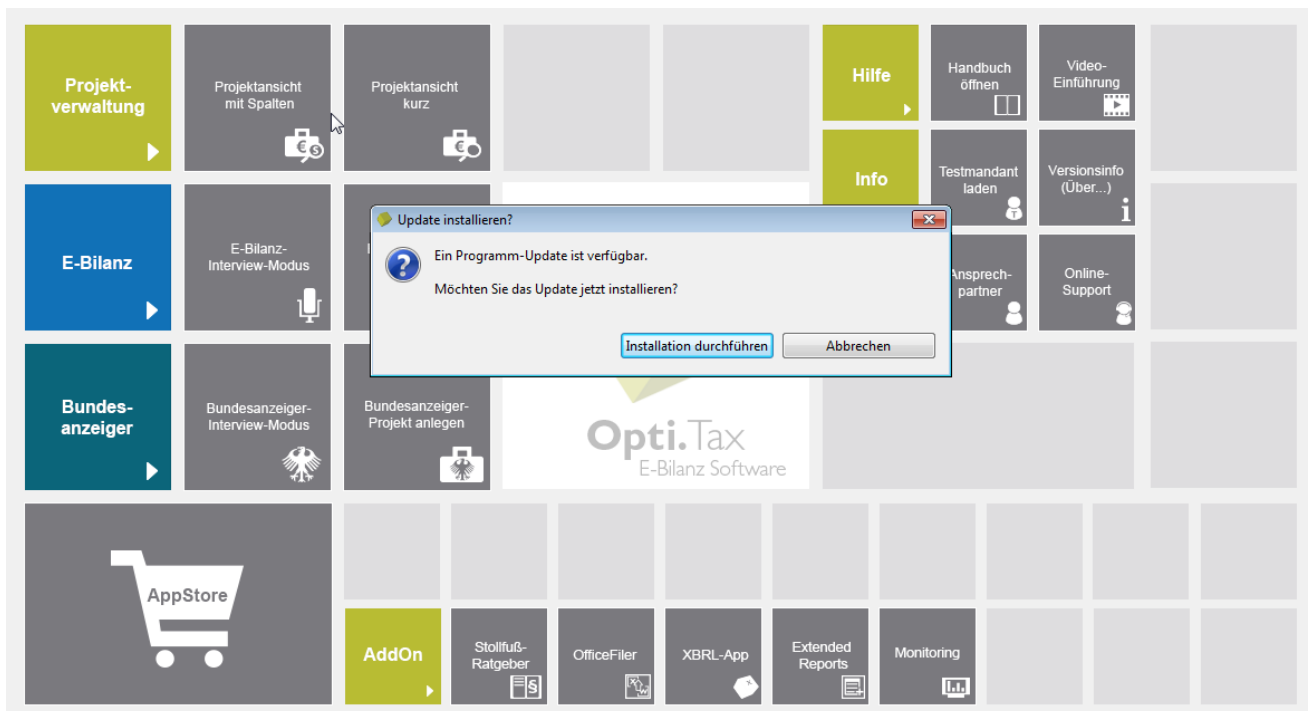 Projekt-
verwaltung
Projektansicht
mit Spalten
Projektansicht
kurz
Hilfe
Handbuch
öffnen
Video-
Einführung
Info
Testmandant
laden
Versionsinfo
(Über...)
E-Bilanz
E-Bilanz-
Interview-Modus
Update installieren?
Ein Programm-Update ist verfügbar.
Möchten Sie das Update jetzt installieren?
Installation durchführen
Abbrechen
Ansprech-
partner
Online-
Support
Bundes-
anzeiger
Bundesanzeiger-
Interview-Modus
Bundesanzeiger-
Projekt anlegen
Opti.Tax
E-Bilanz Software
AppStore
AddOn
Stollfuß-
Ratgeber
OfficeFiler
XBRL-App
Extended
Reports
Monitoring